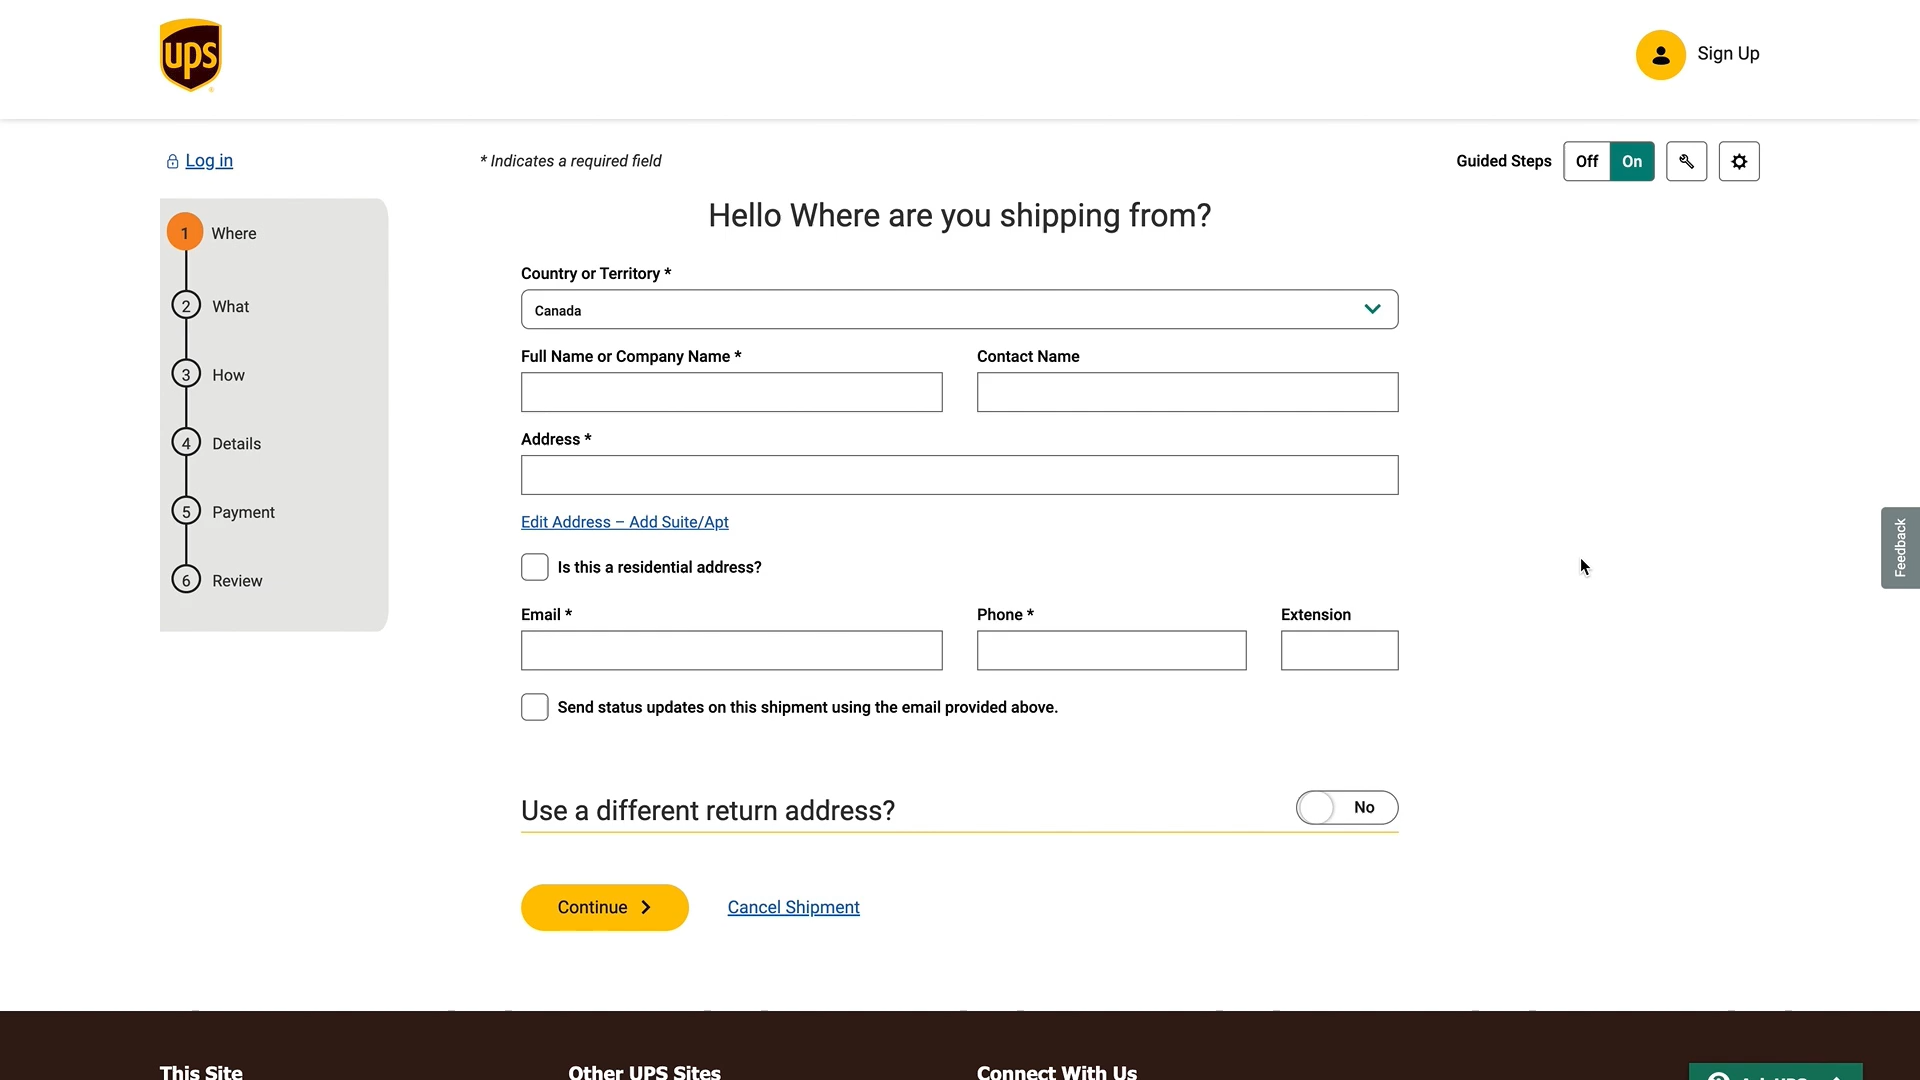 ups
Sign Up
Log in
* Indicates a required field
Guided Steps
Off
On
1 Where
2 What
3 How
4 Details
5 Payment
6 Review
Hello Where are you shipping from?
Country or Territory *
Canada
Full Name or Company Name *
Contact Name
Address *
Edit Address – Add Suite/Apt
Is this a residential address?
Email *
Phone *
Extension
Send status updates on this shipment using the email provided above.
Use a different return address?
No
Continue
Cancel Shipment
Feedback
This Site
Other UPS Sites
Connect With Us
Ask UPS